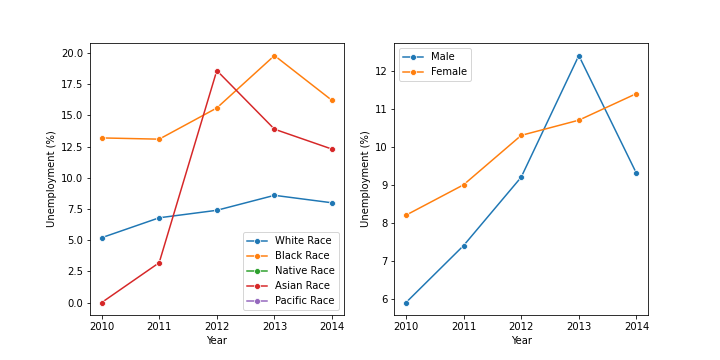 20.0
17.5
15.0
12.5
10.0
7.5
5.0
2.5
0.0
Unemployment (%)
2010 2011 2012 2013 2014
Year
White Race
Black Race
Native Race
Asian Race
Pacific Race
12
11
10
9
8
7
6
Unemployment (%)
2010 2011 2012 2013 2014
Year
Male
Female